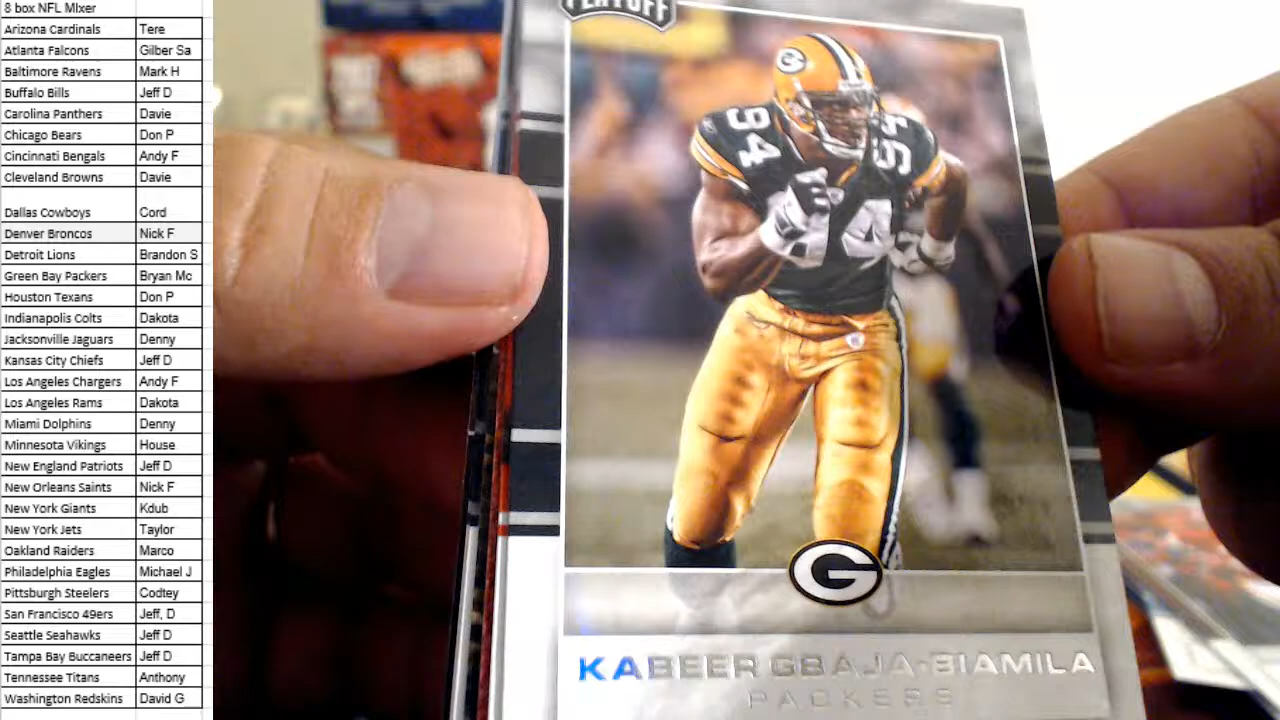 8 box NFL MIxer
Arizona Cardinals Tere
Atlanta Falcons Gilber Sa
Baltimore Ravens Mark H
Buffalo Bills Jeff D
Carolina Panthers Davie
Chicago Bears Don P
Cincinnati Bengals Andy F
Cleveland Browns Davie
Dallas Cowboys Cord
Denver Broncos Nick F
Detroit Lions Brandon S
Green Bay Packers Bryan Mc
Houston Texans Don P
Indianapolis Colts Dakota
Jacksonville Jaguars Denny
Kansas City Chiefs Jeff D
Los Angeles Chargers Andy F
Los Angeles Rams Dakota
Miami Dolphins Denny
Minnesota Vikings House
New England Patriots Jeff D
New Orleans Saints Nick F
New York Giants Kdub
New York Jets Taylor
Oakland Raiders Marco
Philadelphia Eagles Michael J
Pittsburgh Steelers Codtey
San Francisco 49ers Jeff, D
Seattle Seahawks Jeff D
Tampa Bay Buccaneers Jeff D
Tennessee Titans Anthony
Washington Redskins David G
PLAYOFF
G
94
94
94
G
KABEER GBAJA-BIAMILA
PACKERS